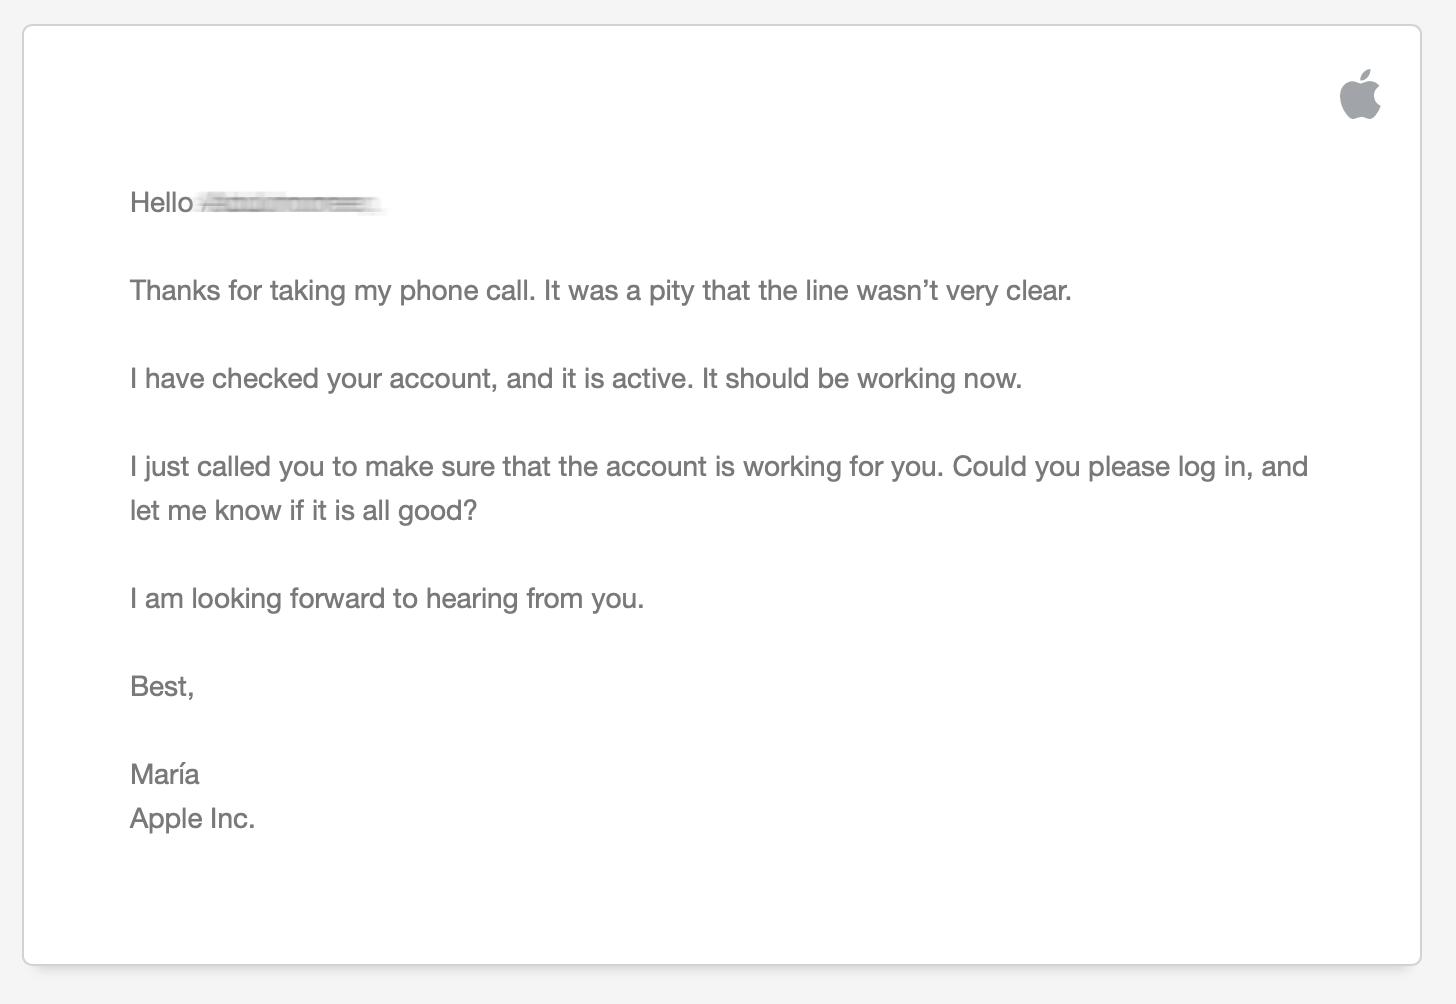 Hello
Thanks for taking my phone call. It was a pity that the line wasn’t very clear.
I have checked your account, and it is active. It should be working now.
I just called you to make sure that the account is working for you. Could you please log in, and
let me know if it is all good?
I am looking forward to hearing from you.
Best,
María
Apple Inc.